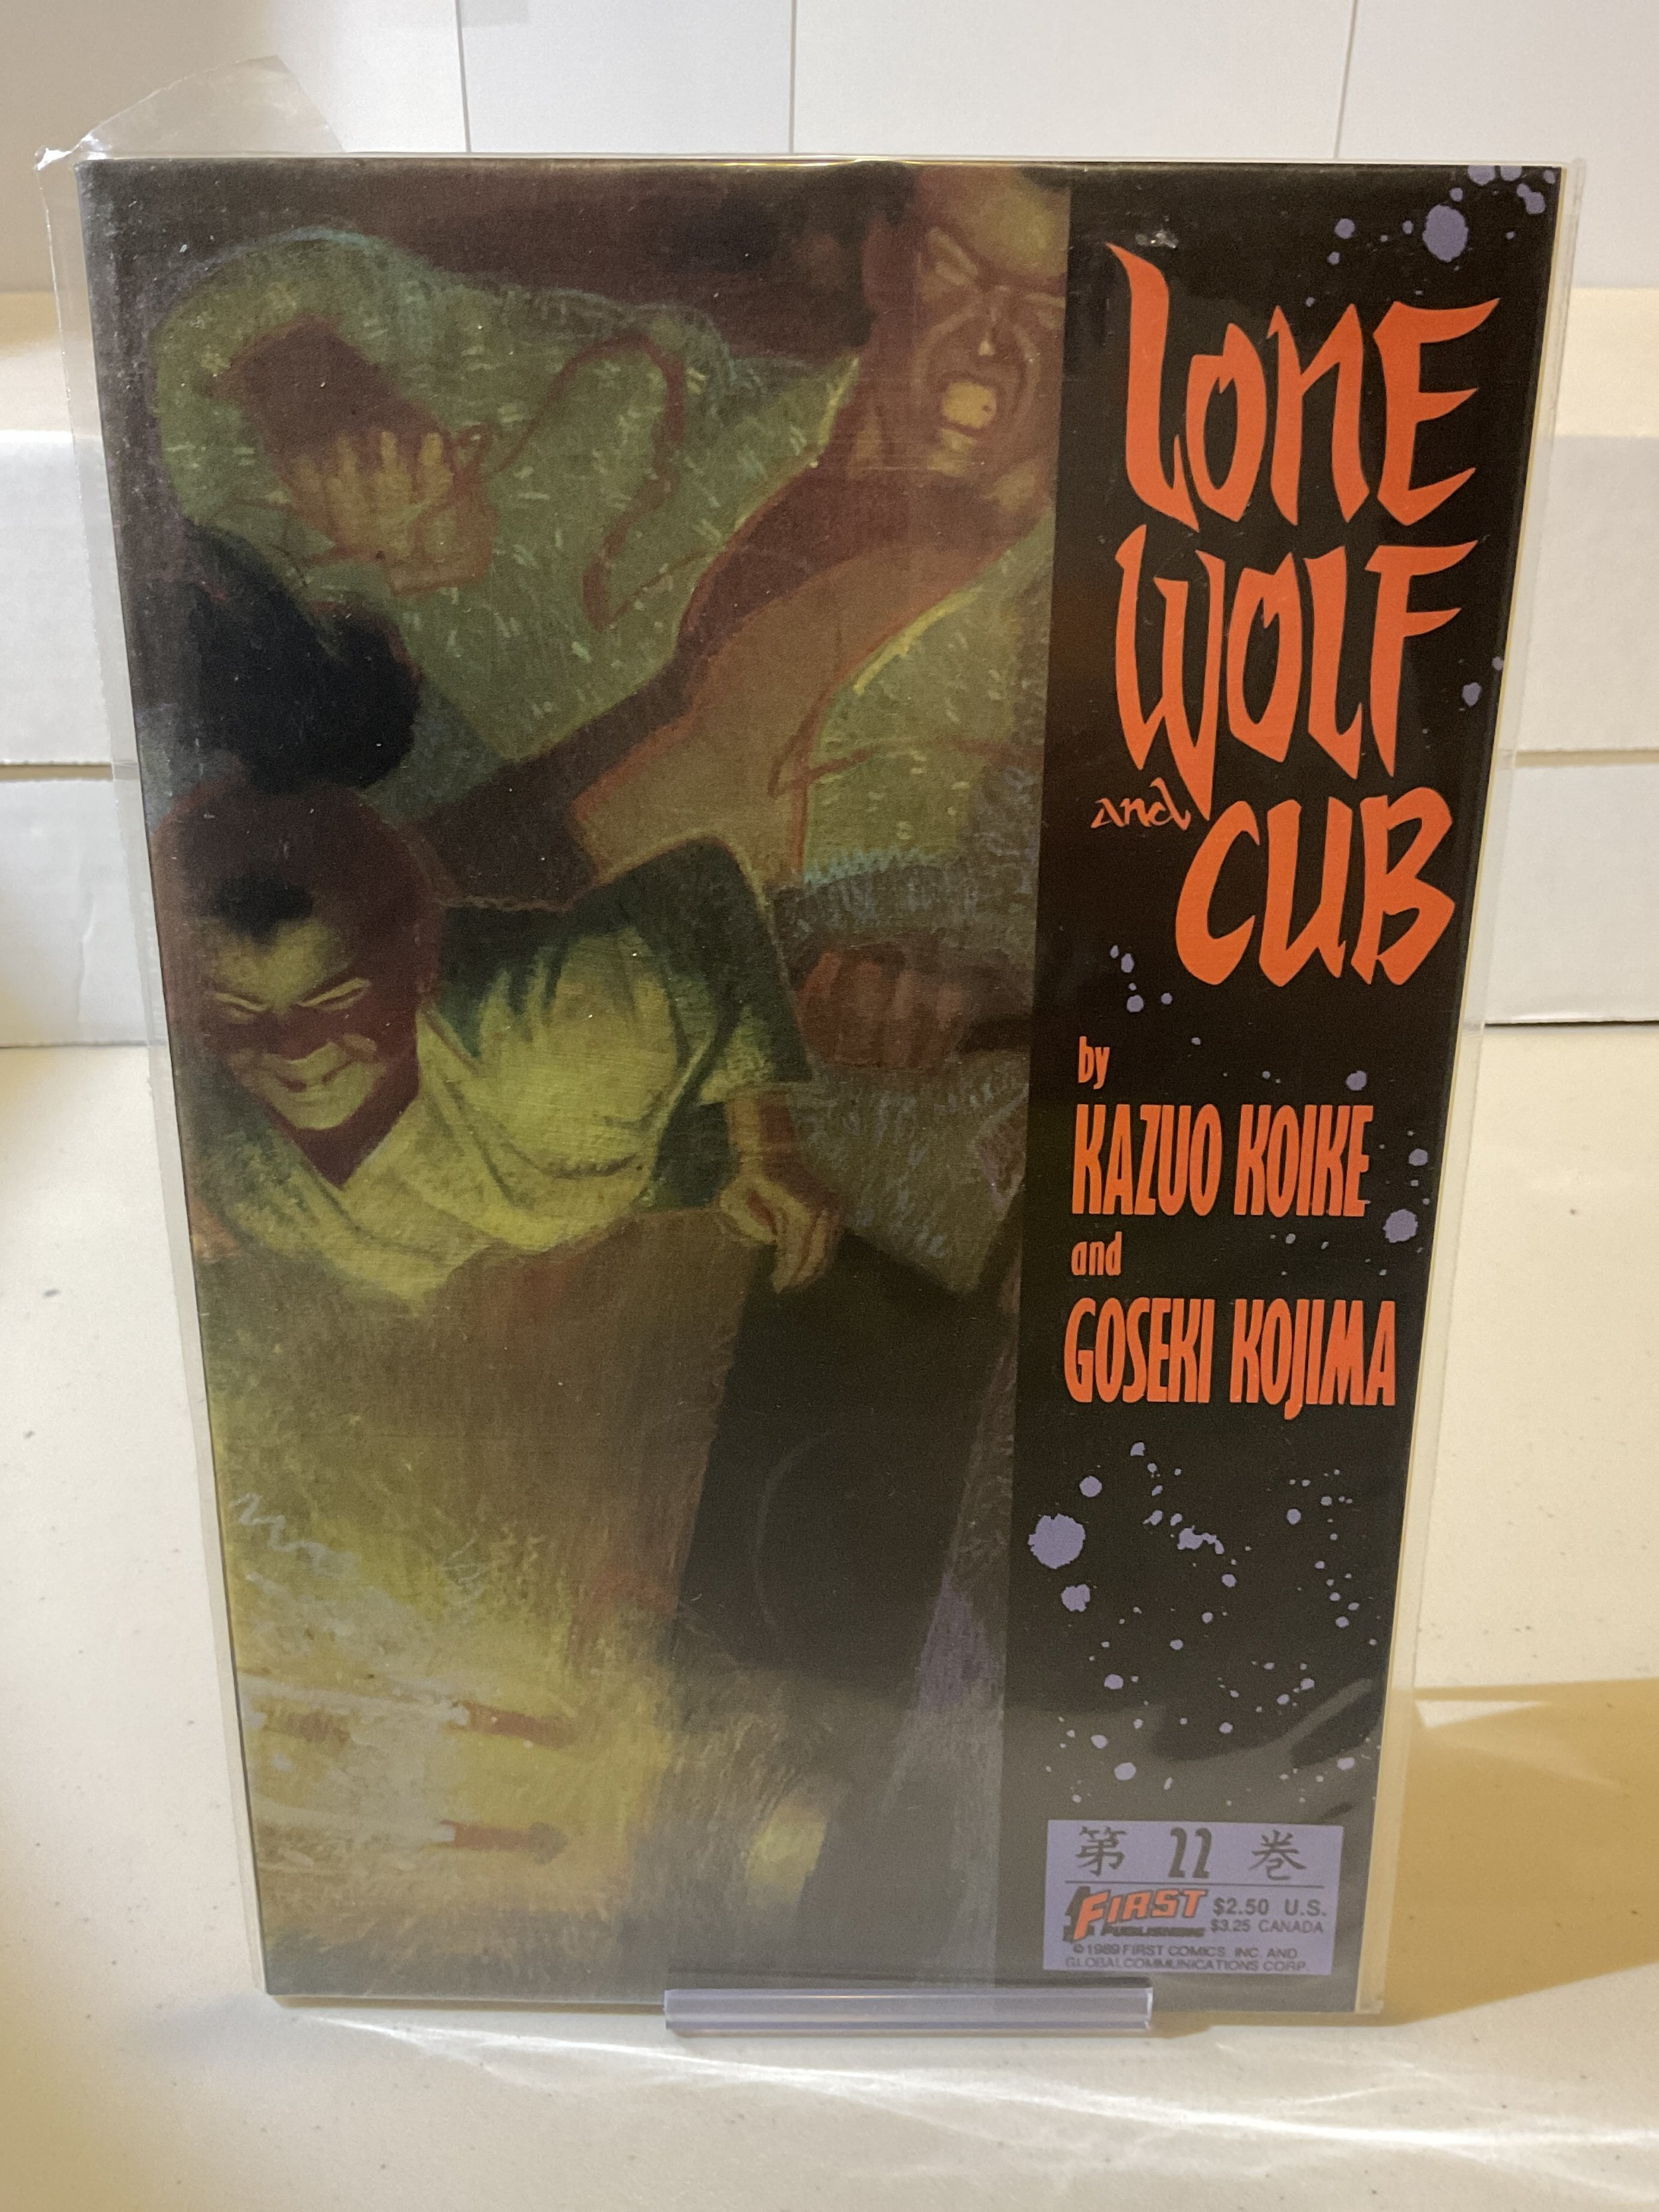 LONE
WOLF
and CUB
by
KAZUO KOIKE
and
GOSEKI KOJIMA
第 22 巻
FIRST PUBLISHING
$2.50 U.S.
$3.25 CANADA
©1989 FIRST COMICS, INC. AND
GLOBAL COMMUNICATIONS CORP.